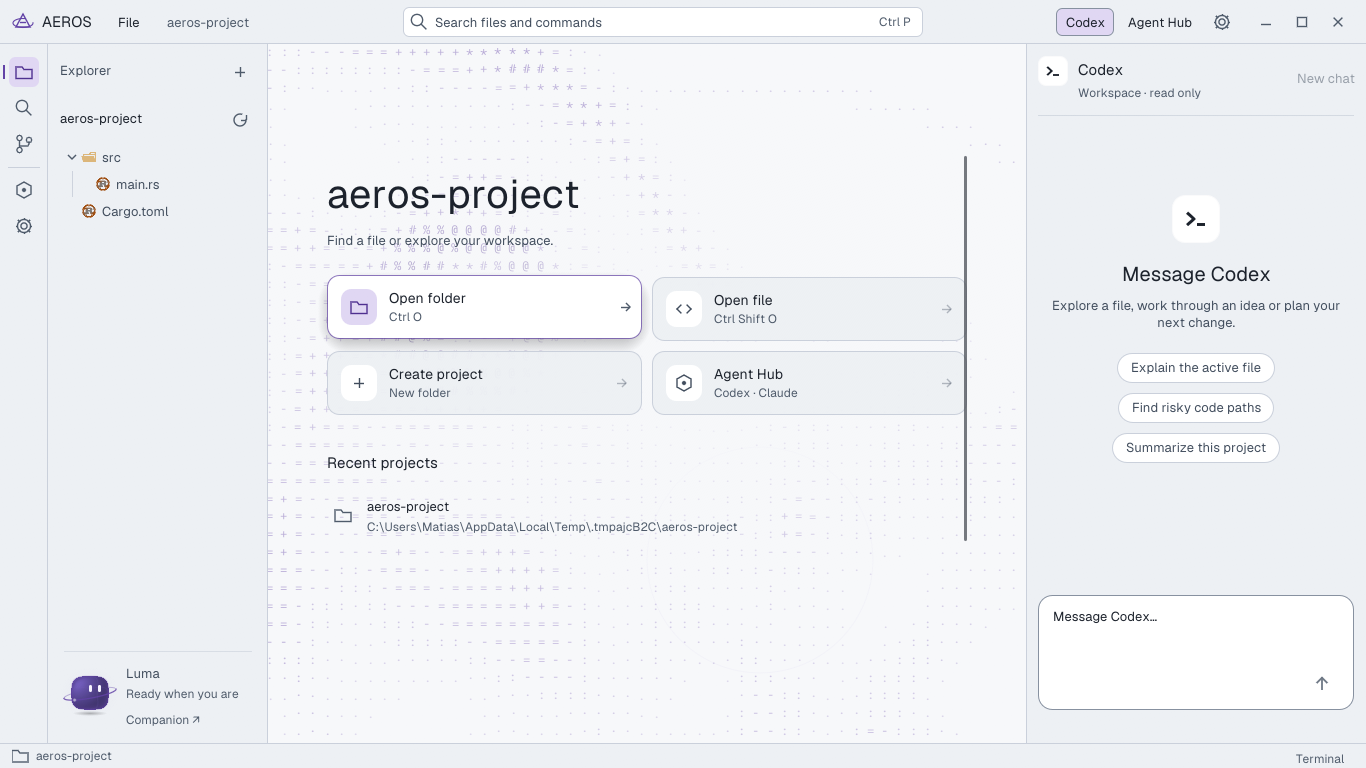 AEROS File aeros-project Search files and commands Ctrl P Codex Agent Hub
Explorer
aeros-project
src
main.rs
Cargo.toml
Luma
Ready when you are
Companion ↗
aeros-project
Find a file or explore your workspace.
Open folder
Ctrl O
Open file
Ctrl Shift O
Create project
New folder
Agent Hub
Codex · Claude
Recent projects
aeros-project
C:\Users\Matias\AppData\Local\Temp\.tmpajcB2C\aeros-project
Codex
Workspace · read only
New chat
Message Codex
Explore a file, work through an idea or plan your
next change.
Explain the active file
Find risky code paths
Summarize this project
Message Codex…
aeros-project
Terminal